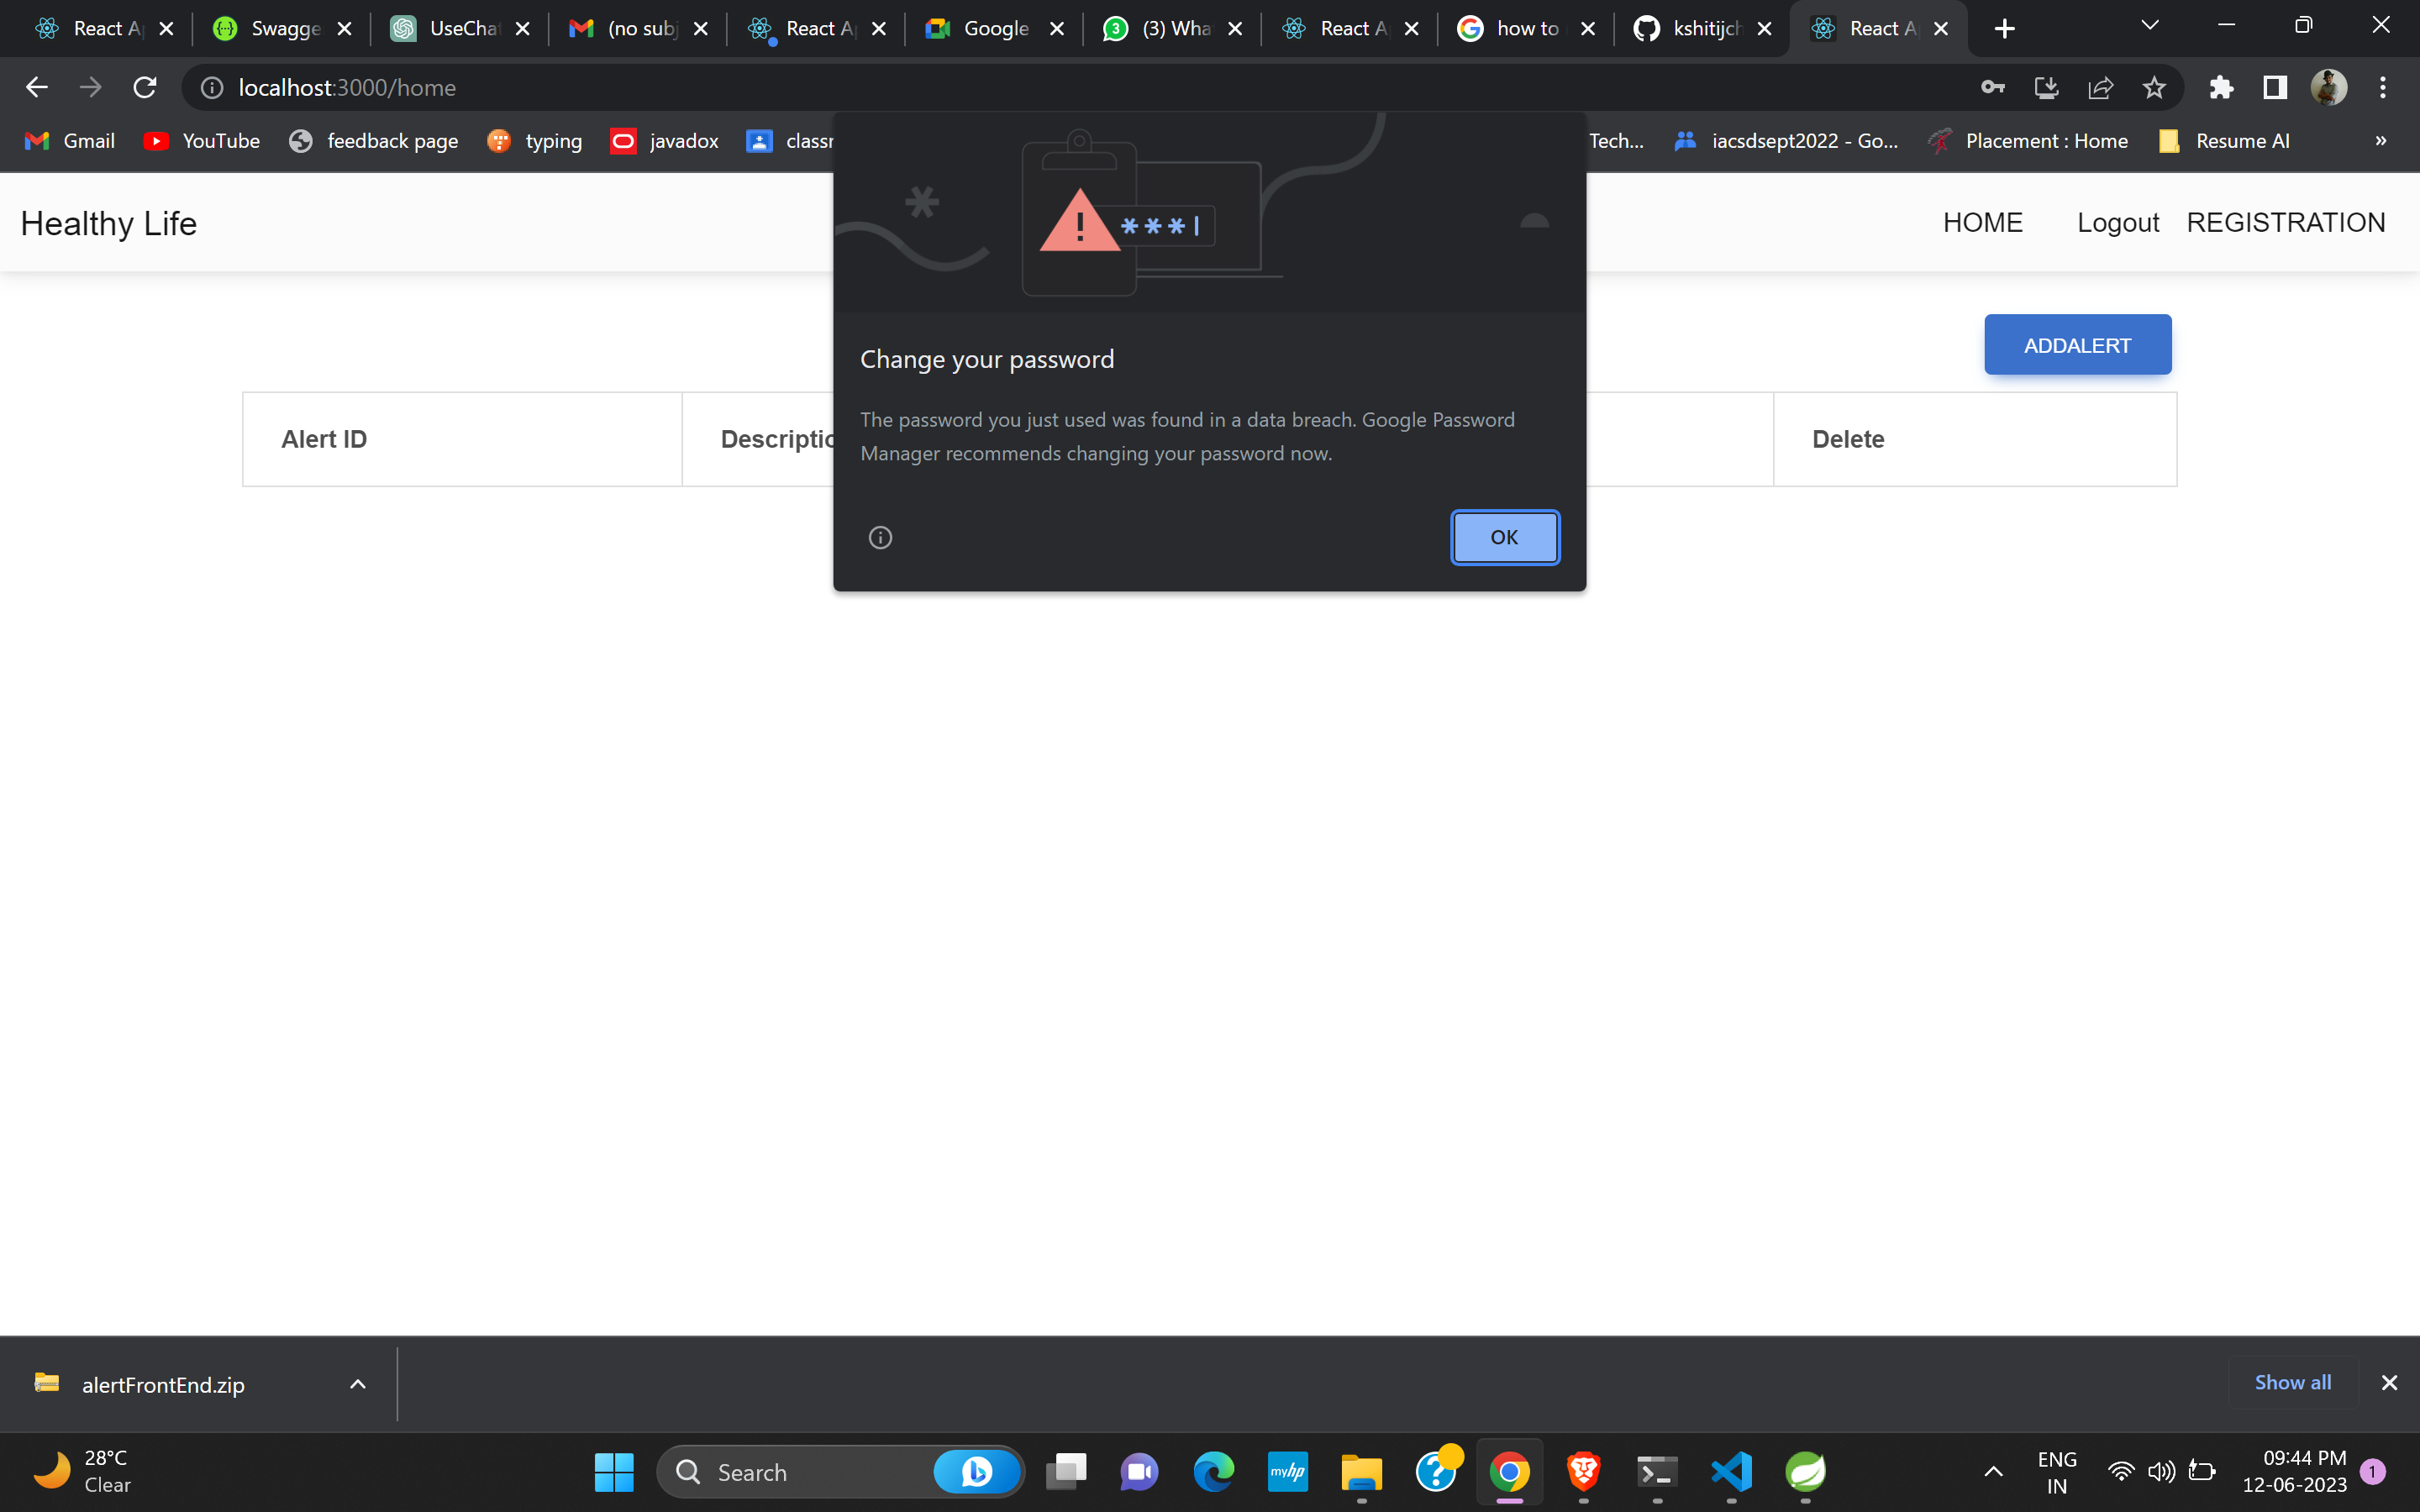 React A
Swagge
UseCha
(no subj
React A
Google
(3) Wha
React A
how to
kshitijch
React A
localhost:3000/home
Gmail
YouTube
feedback page
typing
javadox
classr
Tech...
iacsdsept2022 - Go...
Placement : Home
Resume AI
»
Healthy Life
HOME
Logout
REGISTRATION
ADDALERT
Alert ID
Descriptio
Delete
***|
Change your password
The password you just used was found in a data breach. Google Password
Manager recommends changing your password now.
OK
alertFrontEnd.zip
Show all
28°C
Clear
Search
myhp
ENG
IN
09:44 PM
12-06-2023
1